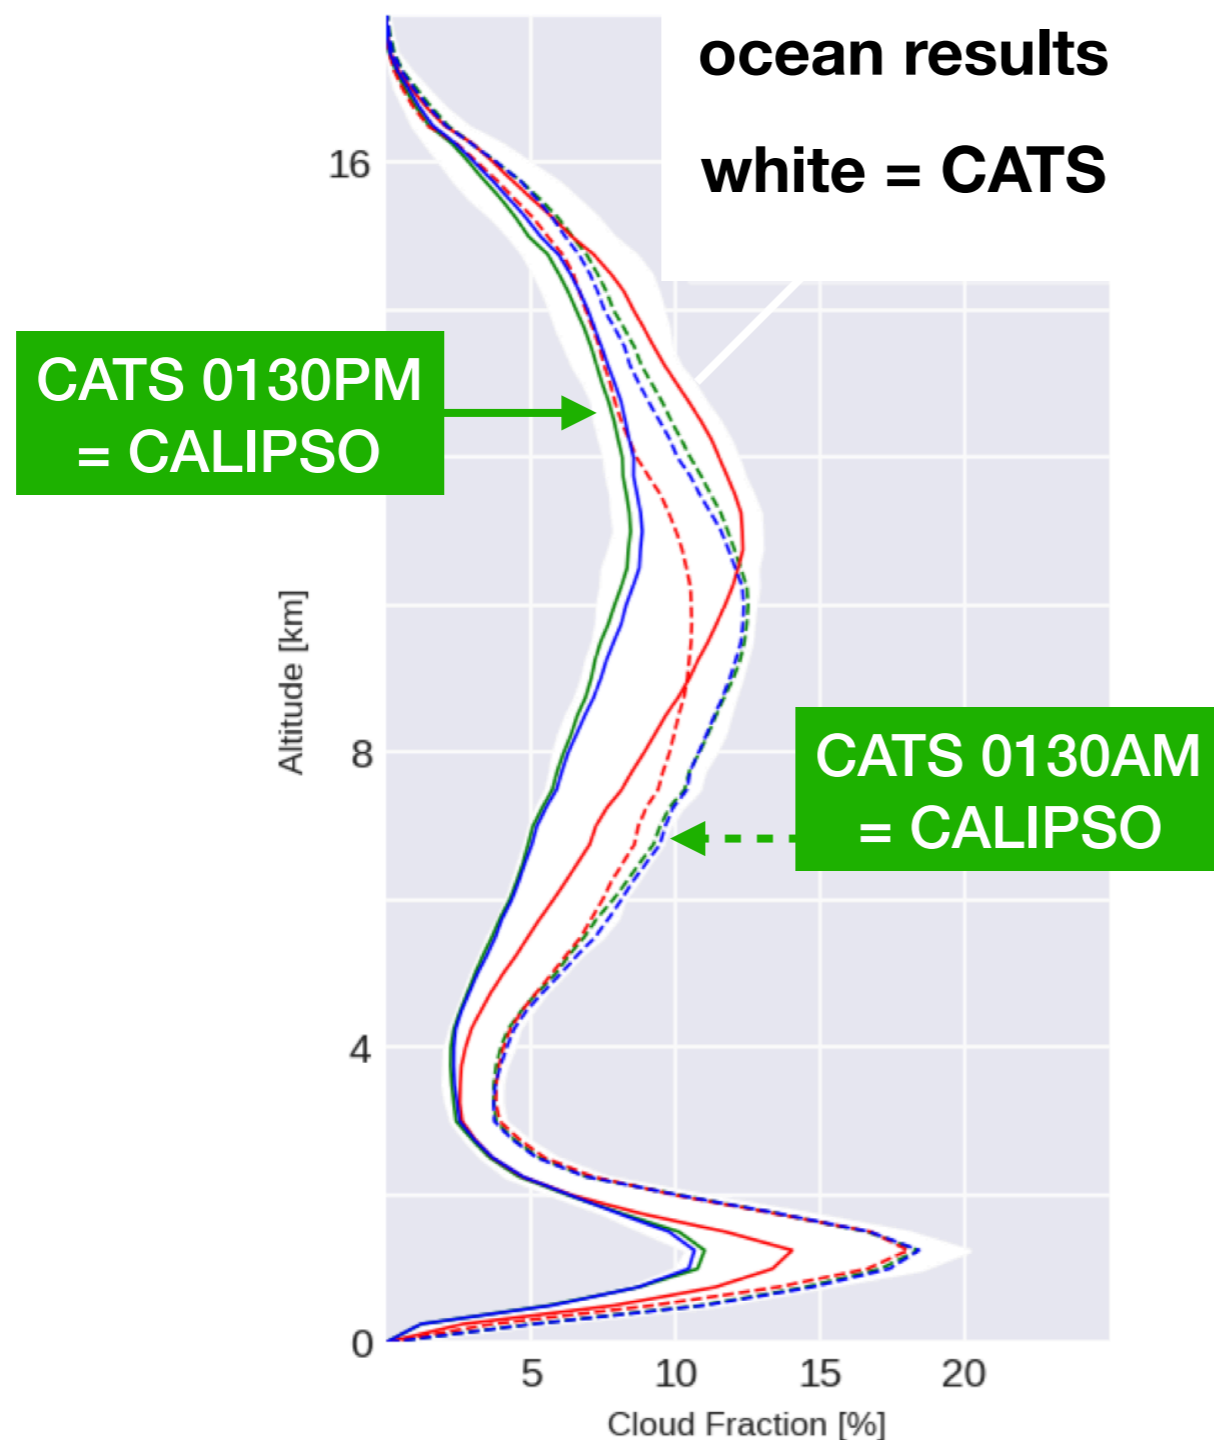 ocean results
white = CATS
16
CATS 0130PM
= CALIPSO
Altitude [km]
8
CATS 0130AM
= CALIPSO
4
0
5 10 15 20
Cloud Fraction [%]